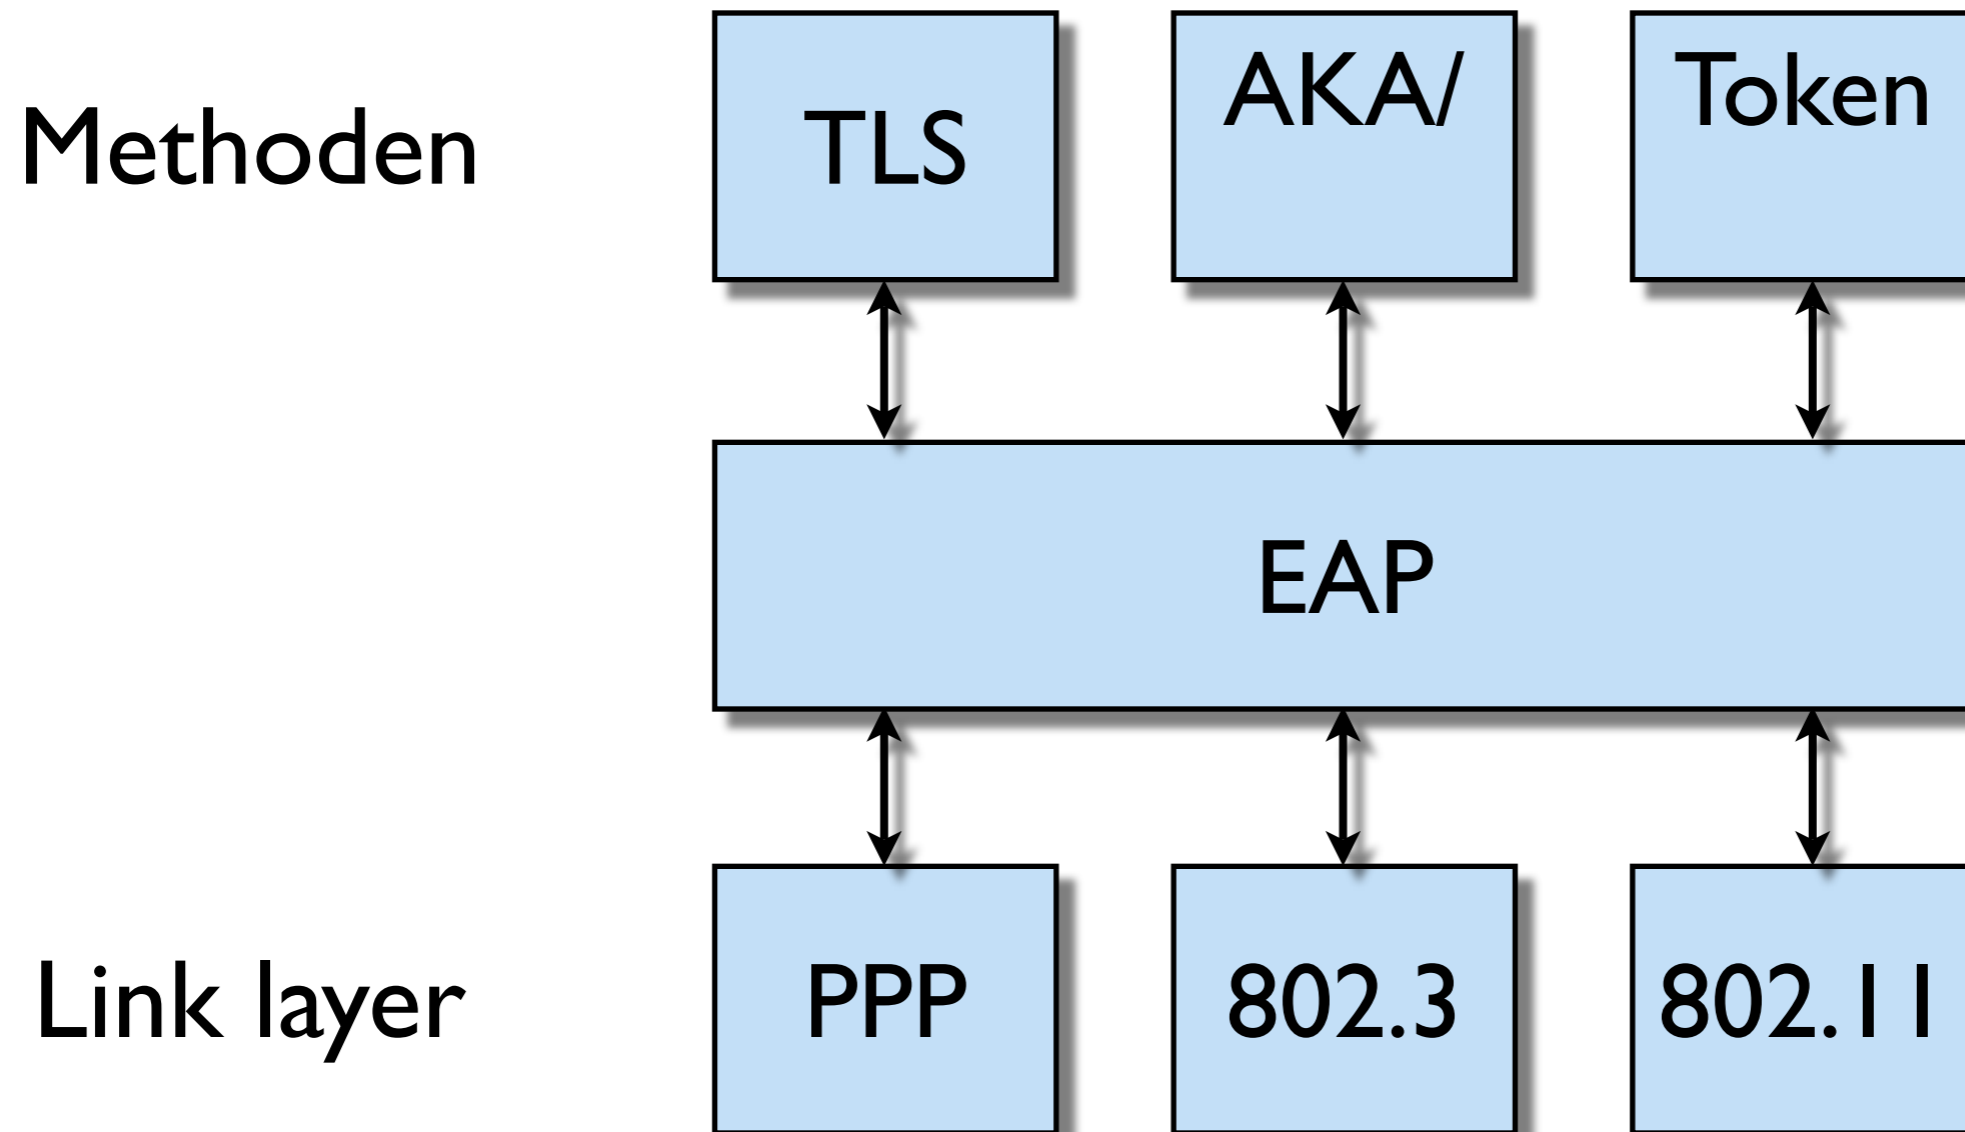 Methoden
TLS
AKA/
Token
EAP
Link layer
PPP
802.3
802.11